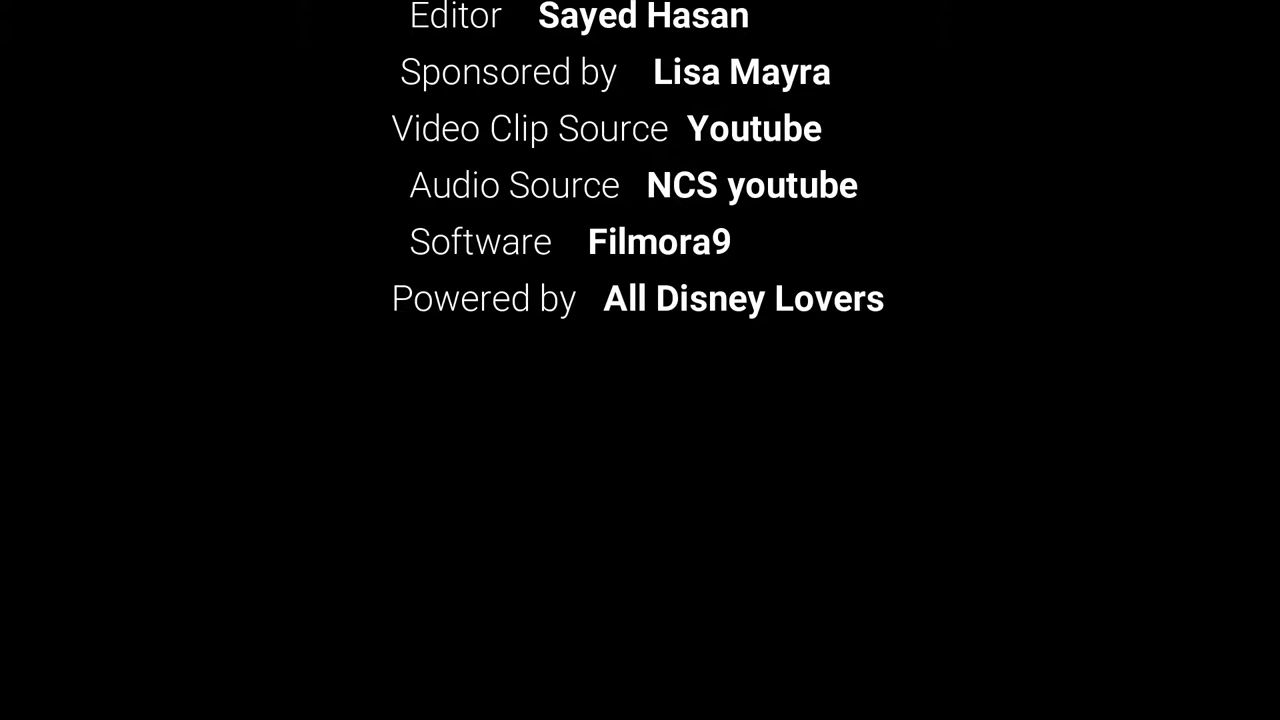 Editor Sayed Hasan
Sponsored by Lisa Mayra
Video Clip Source Youtube
Audio Source NCS youtube
Software Filmora9
Powered by All Disney Lovers